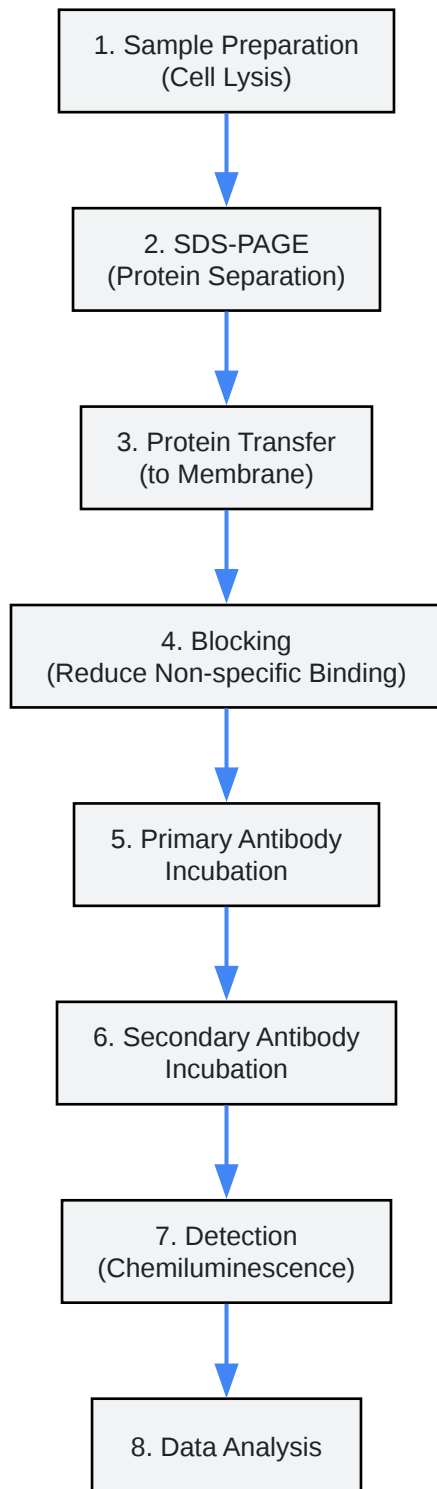 1. Sample Preparation
(Cell Lysis)
2. SDS-PAGE
(Protein Separation)
3. Protein Transfer
(to Membrane)
4. Blocking
(Reduce Non-specific Binding)
5. Primary Antibody
Incubation
6. Secondary Antibody
Incubation
7. Detection
(Chemiluminescence)
8. Data Analysis